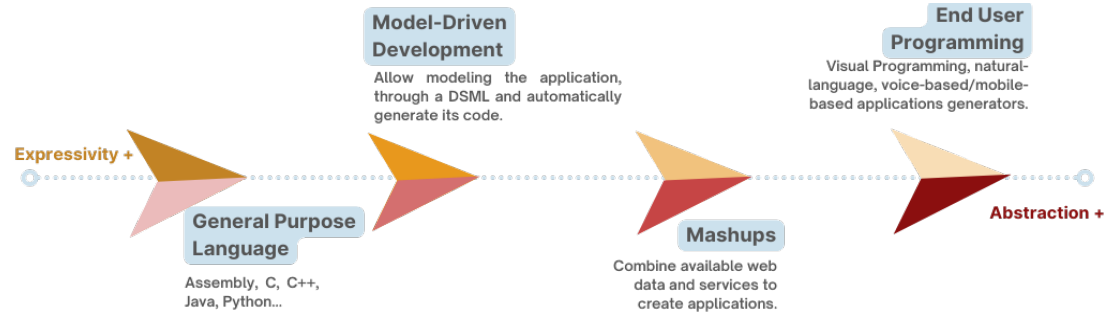 Model-Driven
Development
Allow modeling the application,
through a DSML and automatically
generate its code.
End User
Programming
Visual Programming, natural-
language, voice-based/mobile-
based applications generators.
Expressivity +
General Purpose
Language
Assembly, C, C++,
Java, Python...
Mashups
Combine available web
data and services to
create applications.
Abstraction +